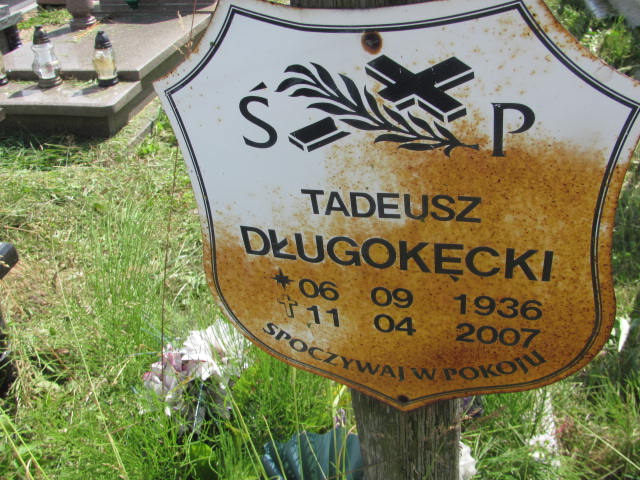 Ś P
TADEUSZ
DŁUGOKĘCKI
* 06 09 1936
† 11 04 2007
SPOCZYWAJ W POKOJU